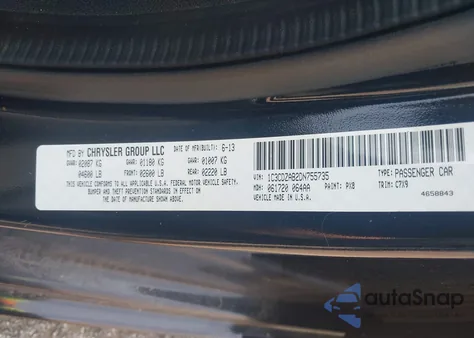 MFD BY CHRYSLER GROUP LLC DATE OF MFR(BUILT): 6-13
GVWR: 02087 KG GAWR: 01180 KG GAWR: 01007 KG
04600 LB FRONT: 02600 LB REAR: 02220 LB
THIS VEHICLE CONFORMS TO ALL APPLICABLE U.S.A. FEDERAL MOTOR VEHICLE SAFETY,
BUMPER AND THEFT PREVENTION STANDARDS IN EFFECT ON
THE DATE OF MANUFACTURE SHOWN ABOVE.
VIN: 1C3CDZAB2DN755735 TYPE: PASSENGER CAR
MDH: 061720 064AA PAINT: PX8 TRIM: C7X9
VEHICLE MADE IN U.S.A. 4658843
autoSnap